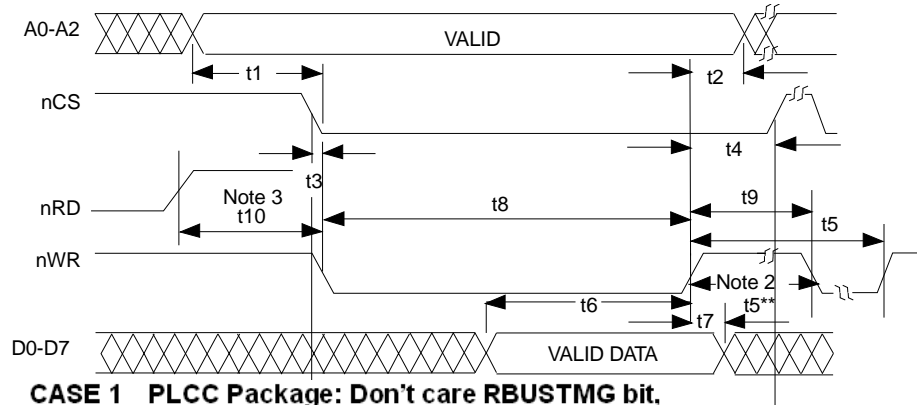 A0-A2
VALID
t1
t2
nCS
t3
t4
nRD
Note 3
t10
t8
t9
t5
nWR
Note 2
t6
t7
t5**
D0-D7
VALID DATA
CASE 1 PLCC Package: Don't care RBUSTMG bit,